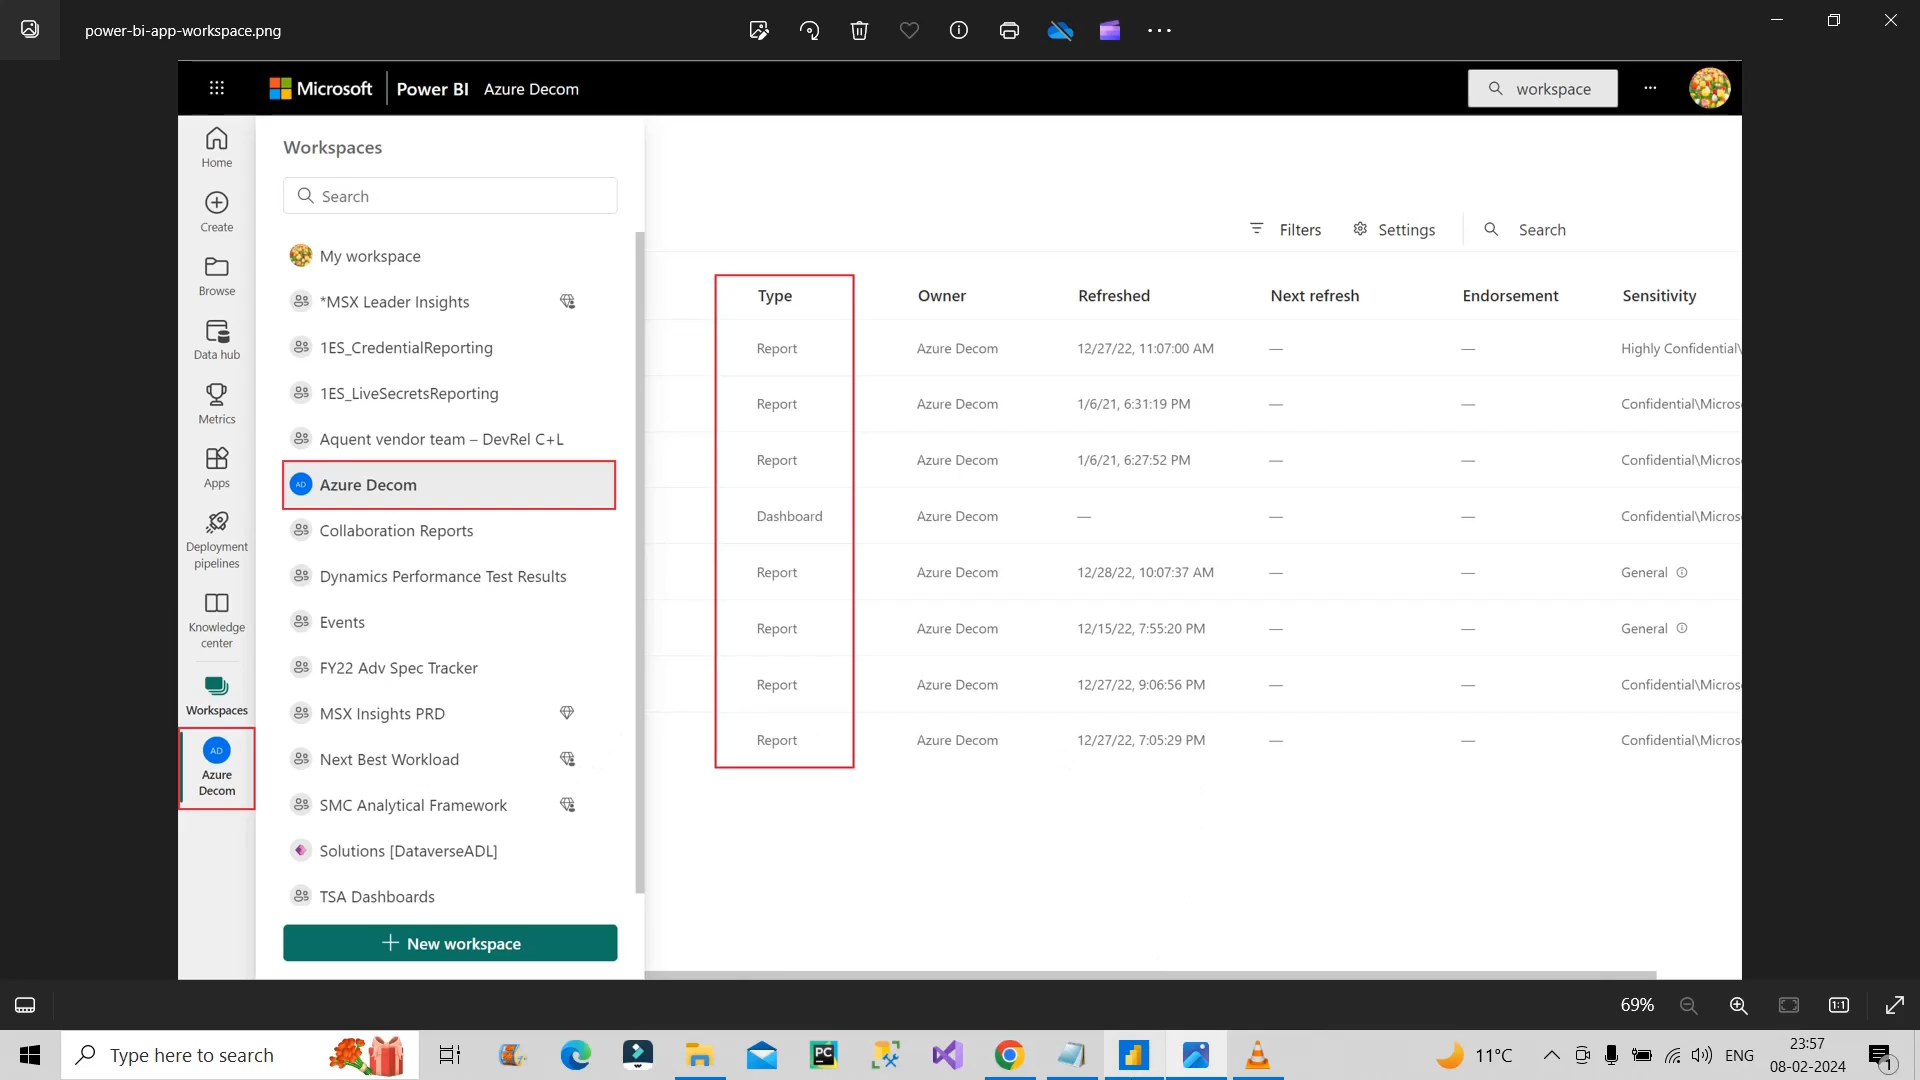 power-bi-app-workspace.png
Microsoft Power BI Azure Decom workspace
Home
Create
Browse
Data hub
Metrics
Apps
Deployment
pipelines
Knowledge
center
Workspaces
AD
Azure
Decom
Workspaces
Search
My workspace
*MSX Leader Insights
1ES_CredentialReporting
1ES_LiveSecretsReporting
Aquent vendor team – DevRel C+L
AD Azure Decom
Collaboration Reports
Dynamics Performance Test Results
Events
FY22 Adv Spec Tracker
MSX Insights PRD
Next Best Workload
SMC Analytical Framework
Solutions [DataverseADL]
TSA Dashboards
New workspace
Filters Settings Search
Type Owner Refreshed Next refresh Endorsement Sensitivity
Report Azure Decom 12/27/22, 11:07:00 AM — — Highly Confidential\
Report Azure Decom 1/6/21, 6:31:19 PM — — Confidential\Micros
Report Azure Decom 1/6/21, 6:27:52 PM — — Confidential\Micros
Dashboard Azure Decom — — — Confidential\Micros
Report Azure Decom 12/28/22, 10:07:37 AM — — General
Report Azure Decom 12/15/22, 7:55:20 PM — — General
Report Azure Decom 12/27/22, 9:06:56 PM — — Confidential\Micros
Report Azure Decom 12/27/22, 7:05:29 PM — — Confidential\Micros
69% 1:1
Type here to search
PC
11°C
ENG
23:57
08-02-2024
1